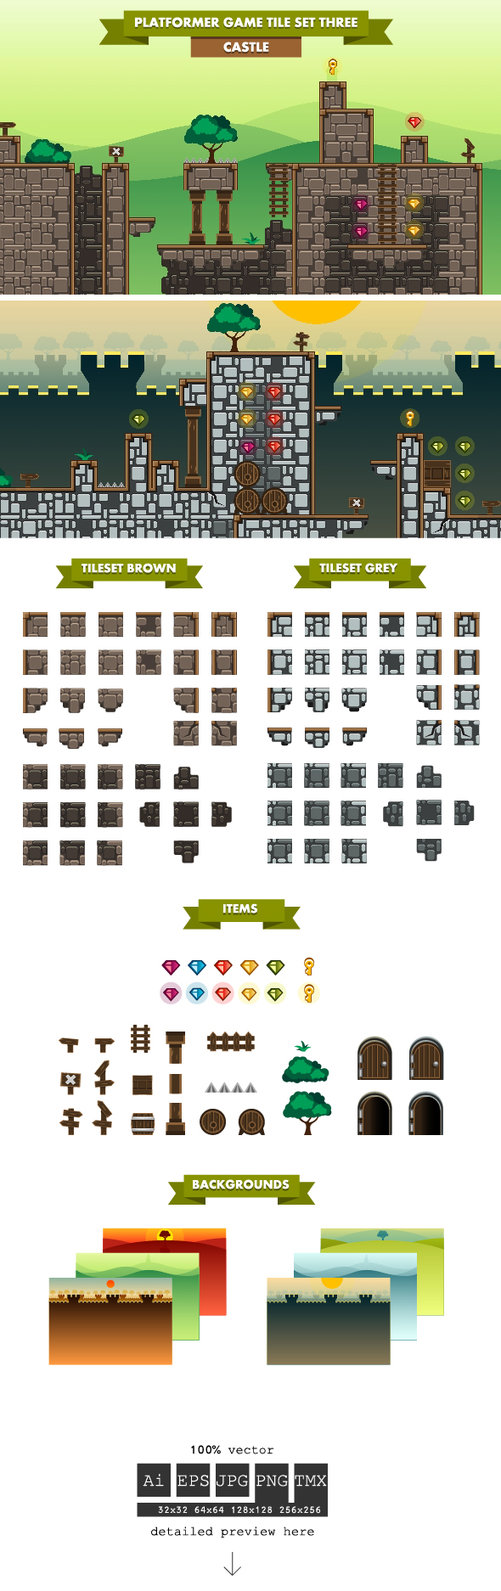 PLATFORMER GAME TILE SET THREE
CASTLE
TILESET BROWN
TILESET GREY
ITEMS
BACKGROUNDS
100% vector
Ai EPS JPG PNG TMX
32x32 64x64 128x128 256x256
detailed preview here